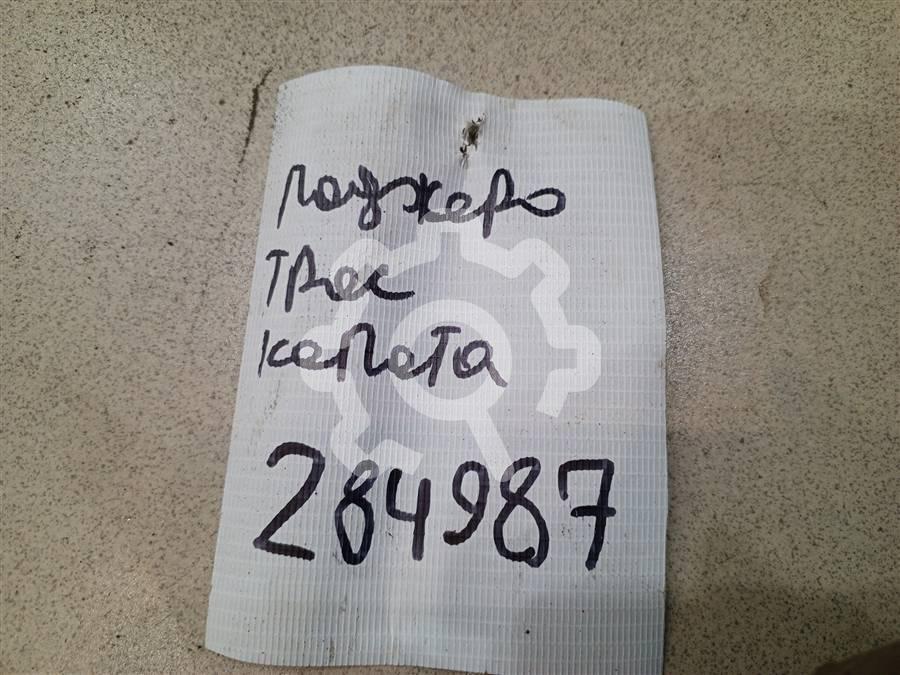 Паджеро
Трос
капота
284987